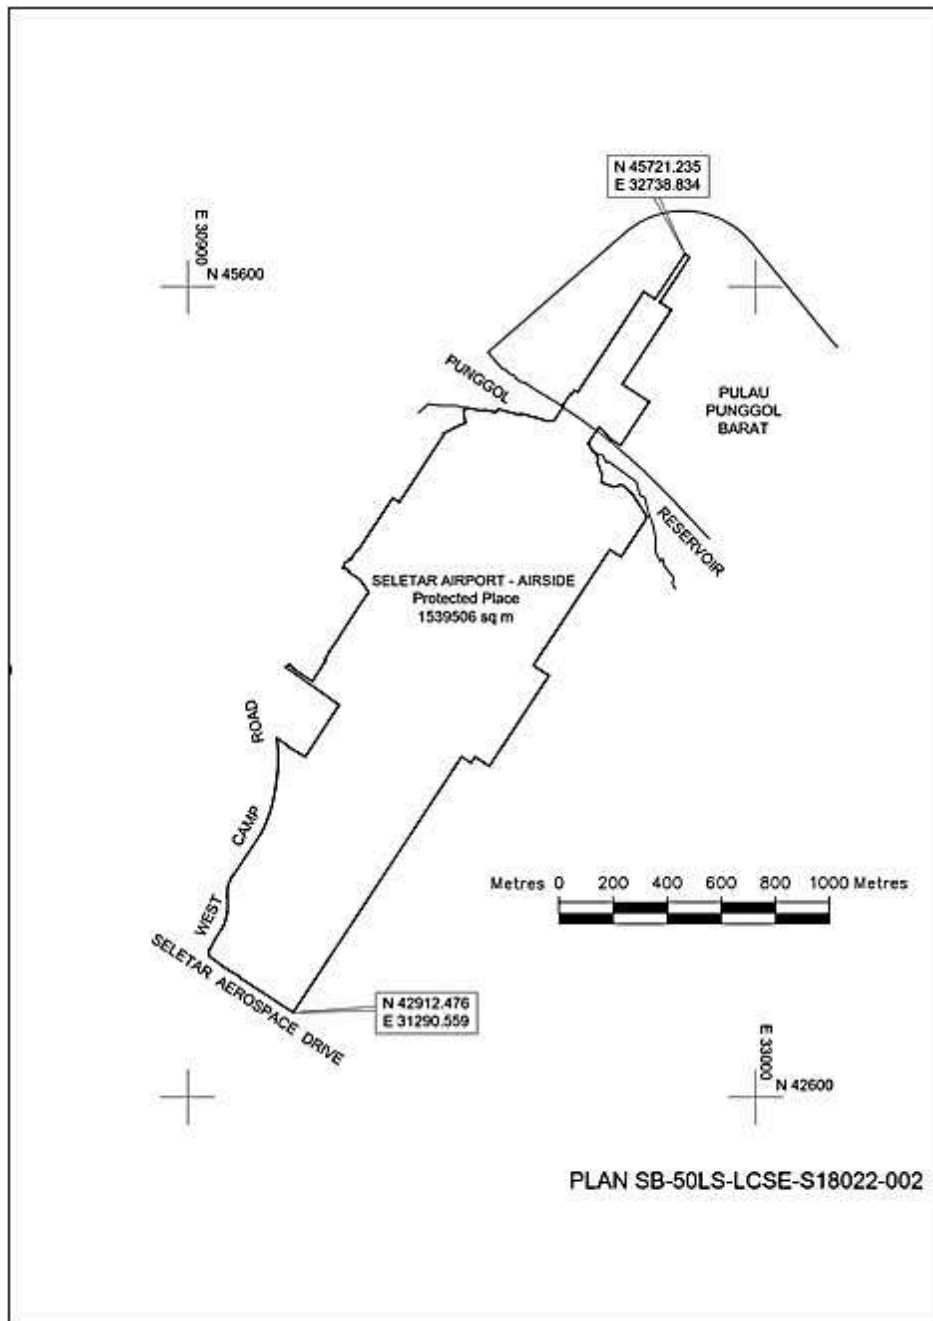 N 45721.235
E 32738.834
E 30900
N 45600
PUNGGOL
PULAU
PUNGGOL
BARAT
RESERVOIR
SELETAR AIRPORT - AIRSIDE
Protected Place
1539506 sq m
ROAD
CAMP
WEST
Metres 0 200 400 600 800 1000 Metres
SELETAR AEROSPACE DRIVE
N 42912.476
E 31290.559
E 33000
N 42600
PLAN SB-50LS-LCSE-S18022-002